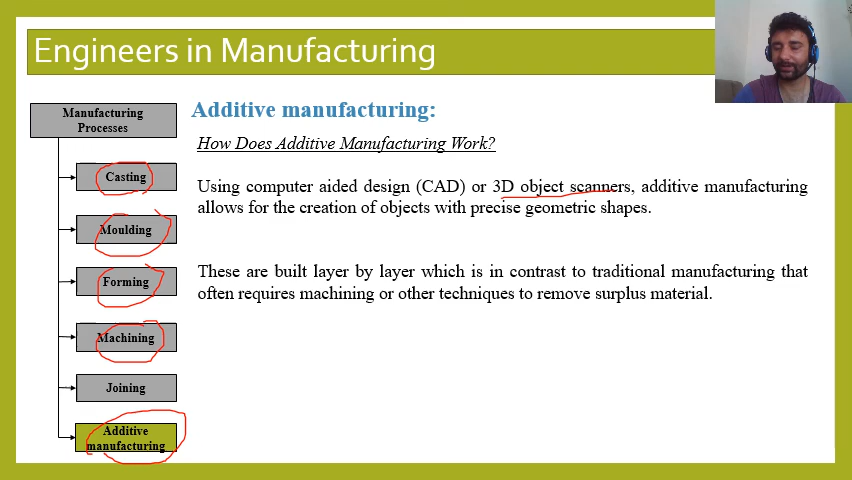 Engineers in Manufacturing
Manufacturing
Processes
Casting
Moulding
Forming
Machining
Joining
Additive
manufacturing
Additive manufacturing:
How Does Additive Manufacturing Work?
Using computer aided design (CAD) or 3D object scanners, additive manufacturing
allows for the creation of objects with precise geometric shapes.
These are built layer by layer which is in contrast to traditional manufacturing that
often requires machining or other techniques to remove surplus material.